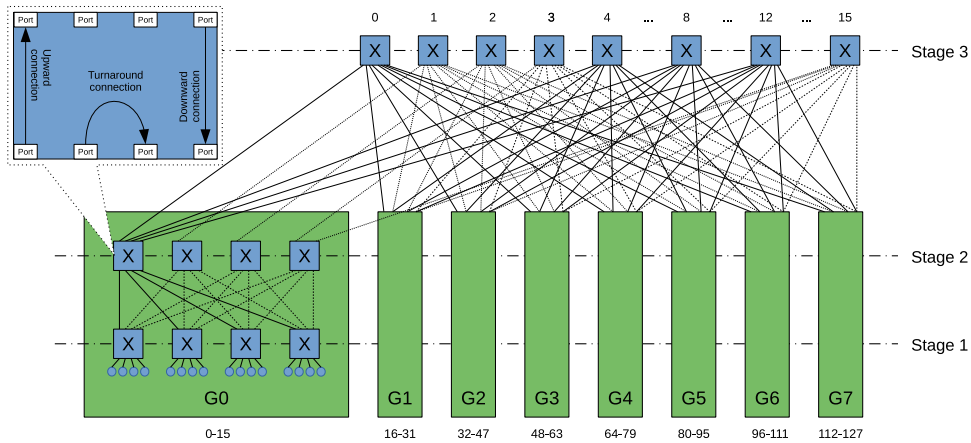 Port Port Port Port
Upward
connection
Turnaround
connection
Downward
connection
Port Port Port Port
0 1 2 3 4 ... 8 ... 12 ... 15
X X X X X X X X
Stage 3
X X X X
Stage 2
X X X X
Stage 1
G0 G1 G2 G3 G4 G5 G6 G7
0-15 16-31 32-47 48-63 64-79 80-95 96-111 112-127